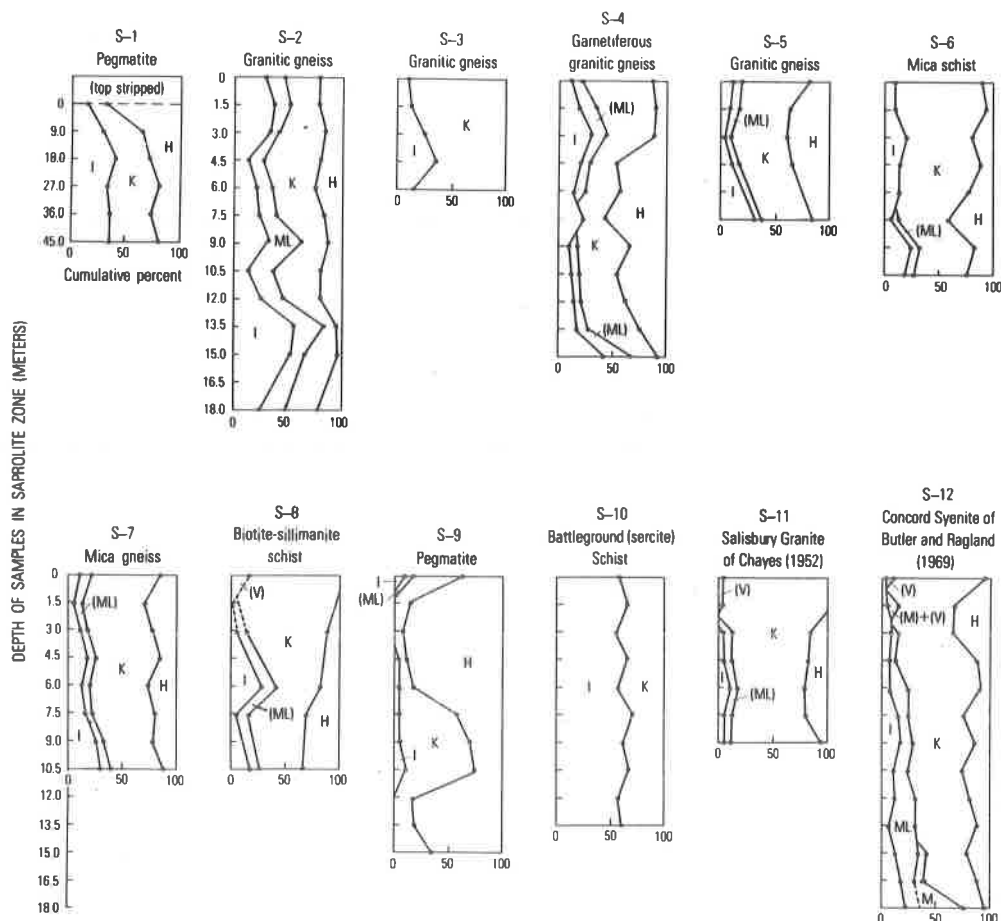 S–1
Pegmatite
(top stripped)
0
9.0
18.0
27.0
36.0
45.0
I
K
H
0 50 100
Cumulative percent
S–2
Granitic gneiss
0
1.5
3.0
4.5
6.0
7.5
9.0
10.5
12.0
13.5
15.0
16.5
18.0
K
H
ML
I
0 50 100
S–3
Granitic gneiss
K
I
0 50 100
S–4
Garnetiferous
granitic gneiss
(ML)
I
H
K
(ML)
0 50 100
S–5
Granitic gneiss
(ML)
K
H
I
0 50 100
S–6
Mica schist
H
I
K
(ML)
0 50 100
DEPTH OF SAMPLES IN SAPROLITE ZONE (METERS)
S–7
Mica gneiss
0
1.5
3.0
4.5
6.0
7.5
9.0
10.5
12.0
13.5
15.0
16.5
18.0
(ML)
K
H
I
0 50 100
S–8
Biotite-sillimanite
schist
(V)
K
I
(ML)
H
0 50 100
S–9
Pegmatite
I
(ML)
H
K
I
0 100
S–10
Battleground (sercite)
Schist
I
K
0 50 100
S–11
Salisbury Granite
of Chayes (1952)
(V)
K
I
H
(ML)
0 50 100
S–12
Concord Syenite of
Butler and Ragland
(1969)
(V)
(M)+(V)
H
I
K
ML
M
0 50 100